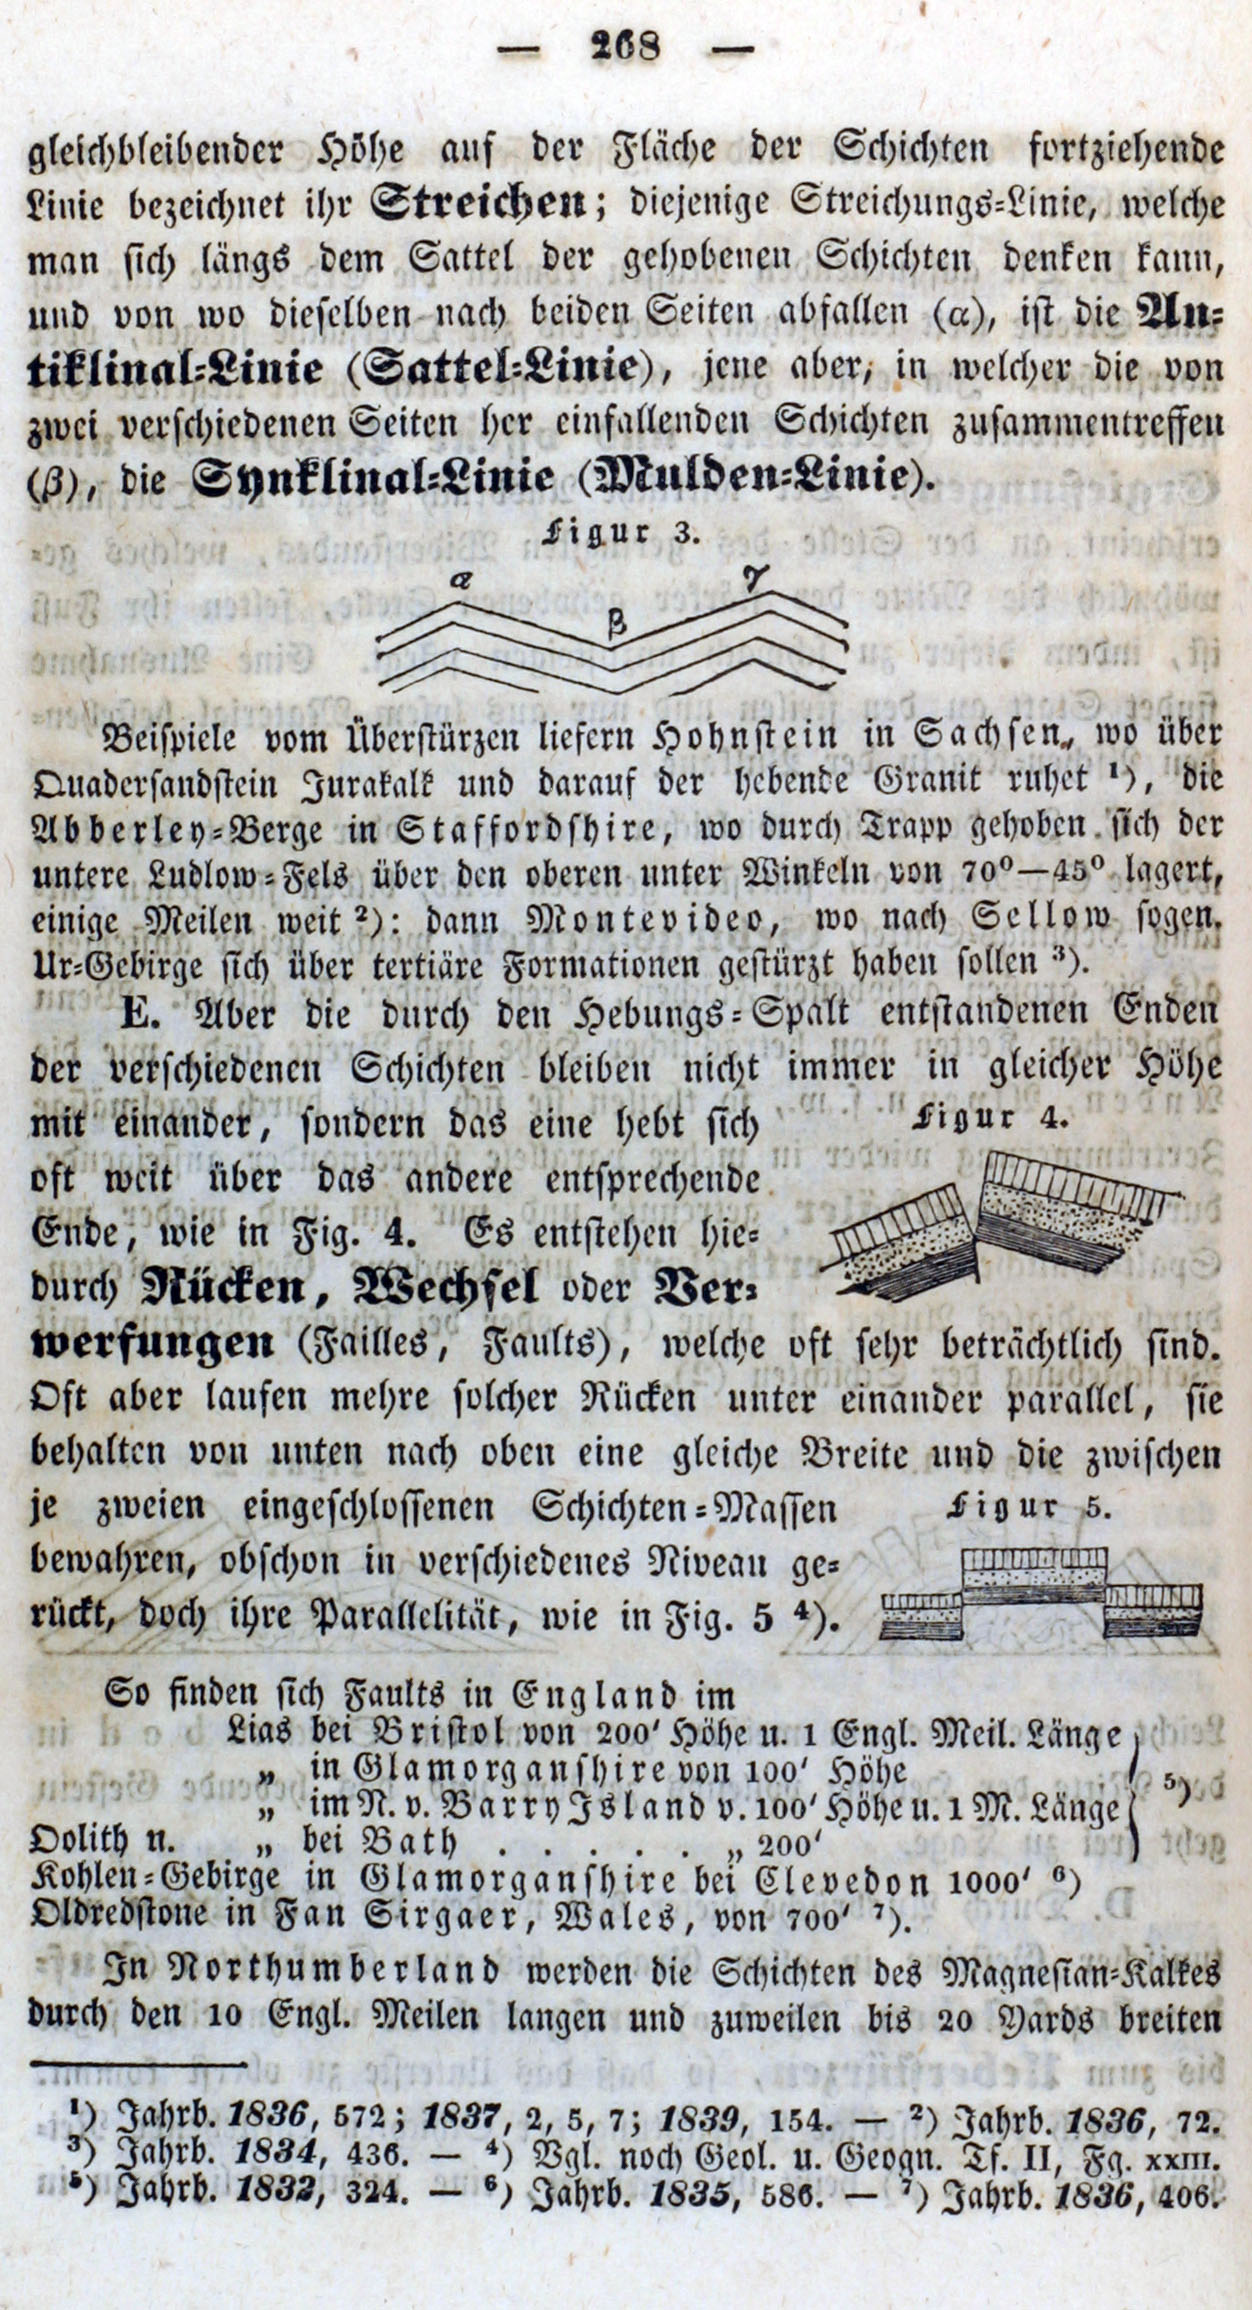 — 268 —
gleichbleibender Höhe auf der Fläche der Schichten fortziehende
Linie bezeichnet ihr Streichen; diejenige Streichungs=Linie, welche
man sich längs dem Sattel der gehobenen Schichten denken kann,
und von wo dieselben nach beiden Seiten abfallen (α), ist die An=
tiklinal=Linie (Sattel=Linie), jene aber, in welcher die von
zwei verschiedenen Seiten her einfallenden Schichten zusammentreffen
(β), die Synklinal=Linie (Mulden=Linie).
Figur 3.
α
γ
β
Beispiele vom Überstürzen liefern Hohnstein in Sachsen, wo über
Quadersandstein Jurakalk und darauf der hebende Granit ruhet ¹), die
Abberley=Berge in Staffordshire, wo durch Trapp gehoben sich der
untere Ludlow=Fels über den oberen unter Winkeln von 70⁰—45⁰ lagert,
einige Meilen weit ²): dann Montevideo, wo nach Sellow sogen.
Ur=Gebirge sich über tertiäre Formationen gestürzt haben sollen ³).
E. Aber die durch den Hebungs=Spalt entstandenen Enden
der verschiedenen Schichten bleiben nicht immer in gleicher Höhe
mit einander, sondern das eine hebt sich
Figur 4.
oft weit über das andere entsprechende
Ende, wie in Fig. 4. Es entstehen hie=
durch Rücken, Wechsel oder Ver=
werfungen (Failles, Faults), welche oft sehr beträchtlich sind.
Oft aber laufen mehre solcher Rücken unter einander parallel, sie
behalten von unten nach oben eine gleiche Breite und die zwischen
je zweien eingeschlossenen Schichten=Massen
Figur 5.
bewahren, obschon in verschiedenes Niveau ge=
rückt, doch ihre Parallelität, wie in Fig. 5 ⁴).
So finden sich Faults in England im
Lias bei Bristol von 200' Höhe u. 1 Engl. Meil. Länge
„ in Glamorganshire von 100' Höhe
„ im N. v. Barry Island v. 100' Höhe u. 1 M. Länge
⁵)
Oolith u. „ bei Bath . . . . . „ 200'
Kohlen=Gebirge in Glamorganshire bei Clevedon 1000' ⁶)
Oldredstone in Fan Sirgaer, Wales, von 700' ⁷).
In Northumberland werden die Schichten des Magnesian=Kalkes
durch den 10 Engl. Meilen langen und zuweilen bis 20 Yards breiten
¹) Jahrb. 1836, 572; 1837, 2, 5, 7; 1839, 154. — ²) Jahrb. 1836, 72.
³) Jahrb. 1834, 436. — ⁴) Vgl. noch Geol. u. Geogn. Tf. II, Fg. XXIII.
⁵) Jahrb. 1832, 324. — ⁶) Jahrb. 1835, 586. — ⁷) Jahrb. 1836, 406.